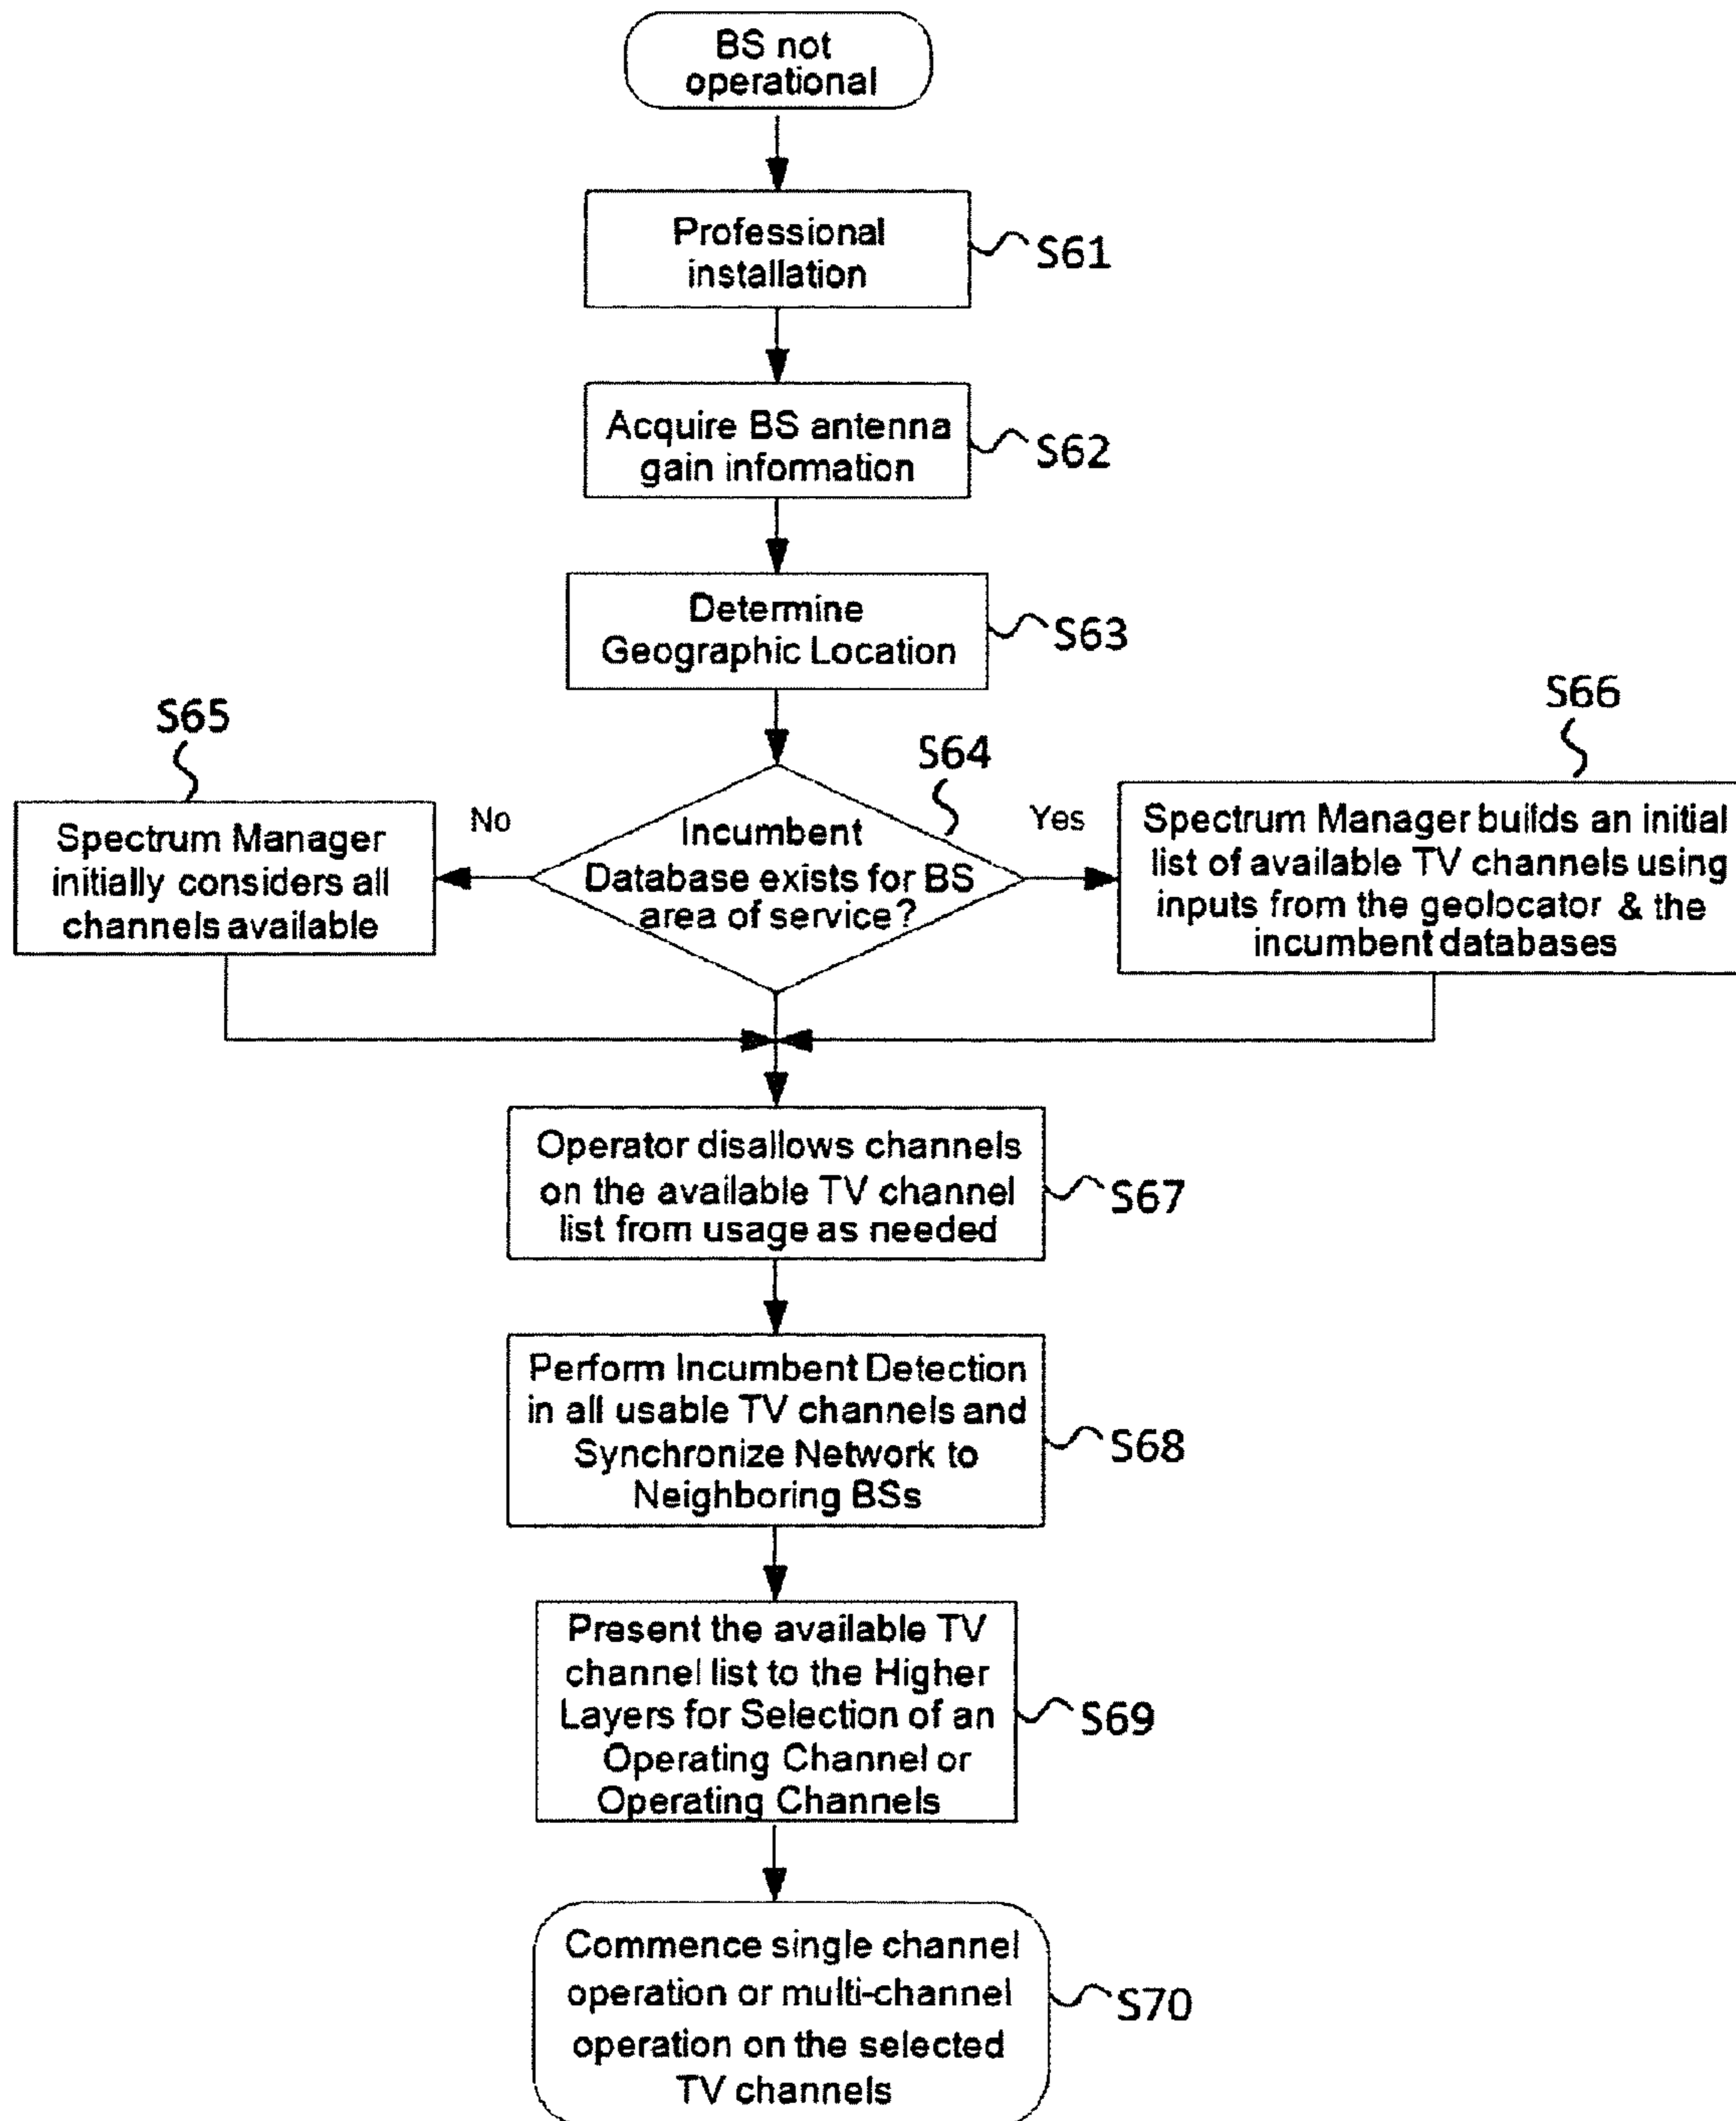 BS not
operational
Professional
installation
S61
Acquire BS antenna
gain information
S62
Determine
Geographic Location
S63
S65
Spectrum Manager
initially considers all
channels available
No
S64
Incumbent
Database exists for BS
area of service?
Yes
S66
Spectrum Manager builds an initial
list of available TV channels using
inputs from the geolocator & the
incumbent databases
Operator disallows channels
on the available TV channel
list from usage as needed
S67
Perform Incumbent Detection
in all usable TV channels and
Synchronize Network to
Neighboring BSs
S68
Present the available TV
channel list to the Higher
Layers for Selection of an
Operating Channel or
Operating Channels
S69
Commence single channel
operation or multi-channel
operation on the selected
TV channels
S70